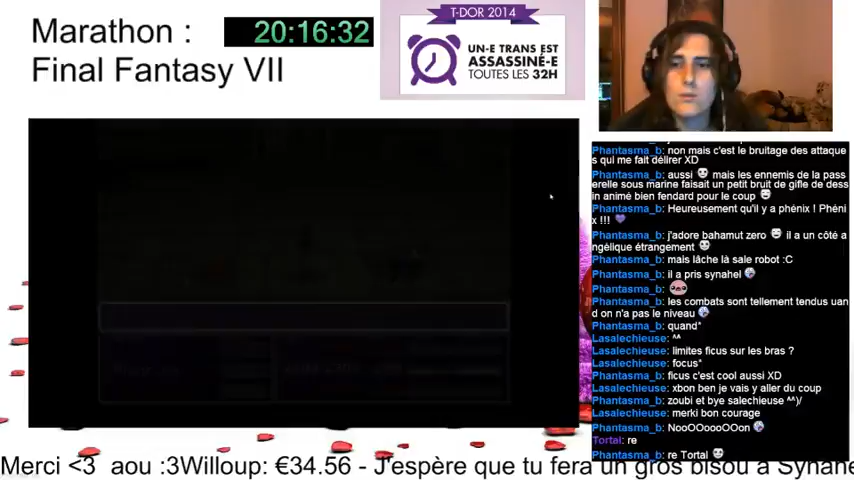 Marathon :
20:16:32
Final Fantasy VII
T-DOR 2014
UN-E TRANS EST
ASSASSINÉ-E
TOUTES LES 32H
Phantasma_b: non mais c'est le bruitage des attaque
s qui me fait délirer XD
Phantasma_b: aussi mais les ennemis de la pass
erelle sous marine faisait un petit bruit de gifle de dess
in animé bien fendard pour le coup
Phantasma_b: Heureusement qu'il y a phénix ! Phéni
x !!!
Phantasma_b: j'adore bahamut zero il a un côté a
ngélique étrangement
Phantasma_b: mais lâche là sale robot :C
Phantasma_b: il a pris synahel
Phantasma_b:
Phantasma_b: les combats sont tellement tendus uan
d on n'a pas le niveau
Phantasma_b: quand*
Lasalechieuse: ^^
Lasalechieuse: limites ficus sur les bras ?
Lasalechieuse: focus*
Phantasma_b: ficus c'est cool aussi XD
Lasalechieuse: xbon ben je vais y aller du coup
Phantasma_b: zoubi et bye salechieuse ^^)/
Lasalechieuse: merki bon courage
Phantasma_b: NooOOoooOOOon
Tortal: re
Phantasma_b: re Tortal
Merci <3 aou :3Willoup: €34.56 - J'espère que tu fera un gros bisou à Synahe